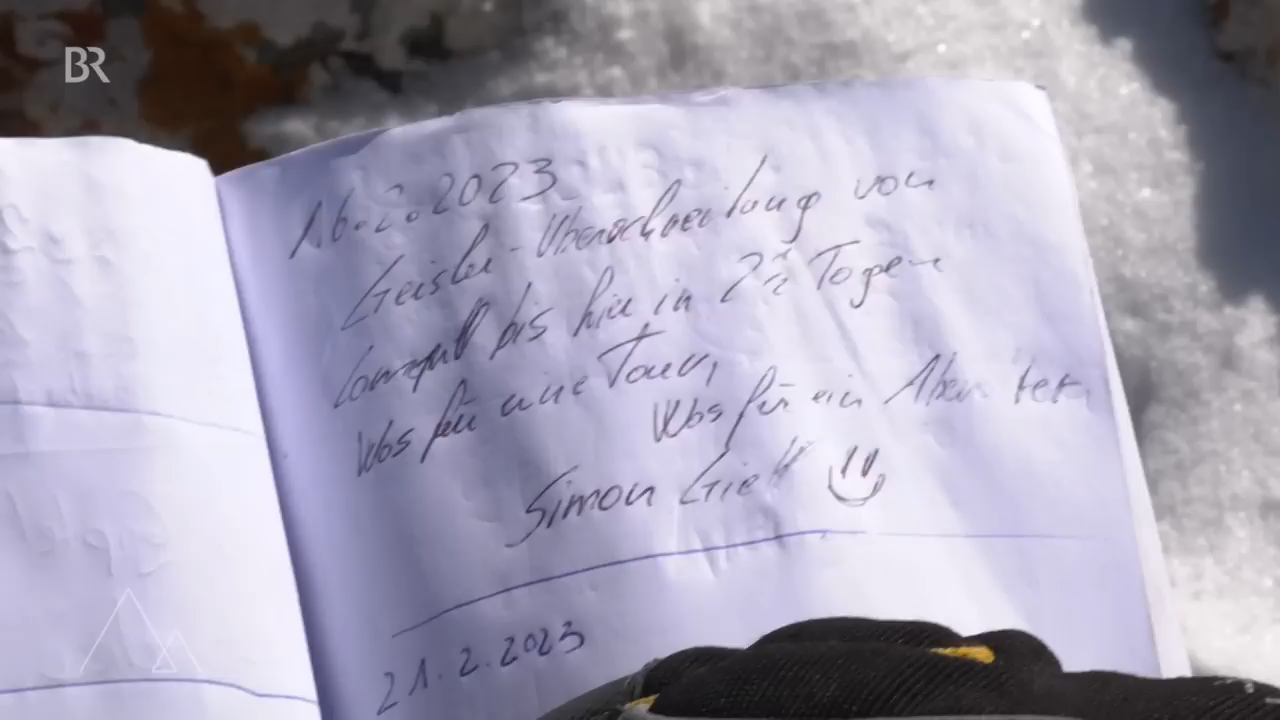 BR
16.2.2023
Geisler-Überschreitung von
bis hier in 2½ Tagen
Was für eine Tour,
Was für ein Abenteuer
Simon Gietl
21.2.2023